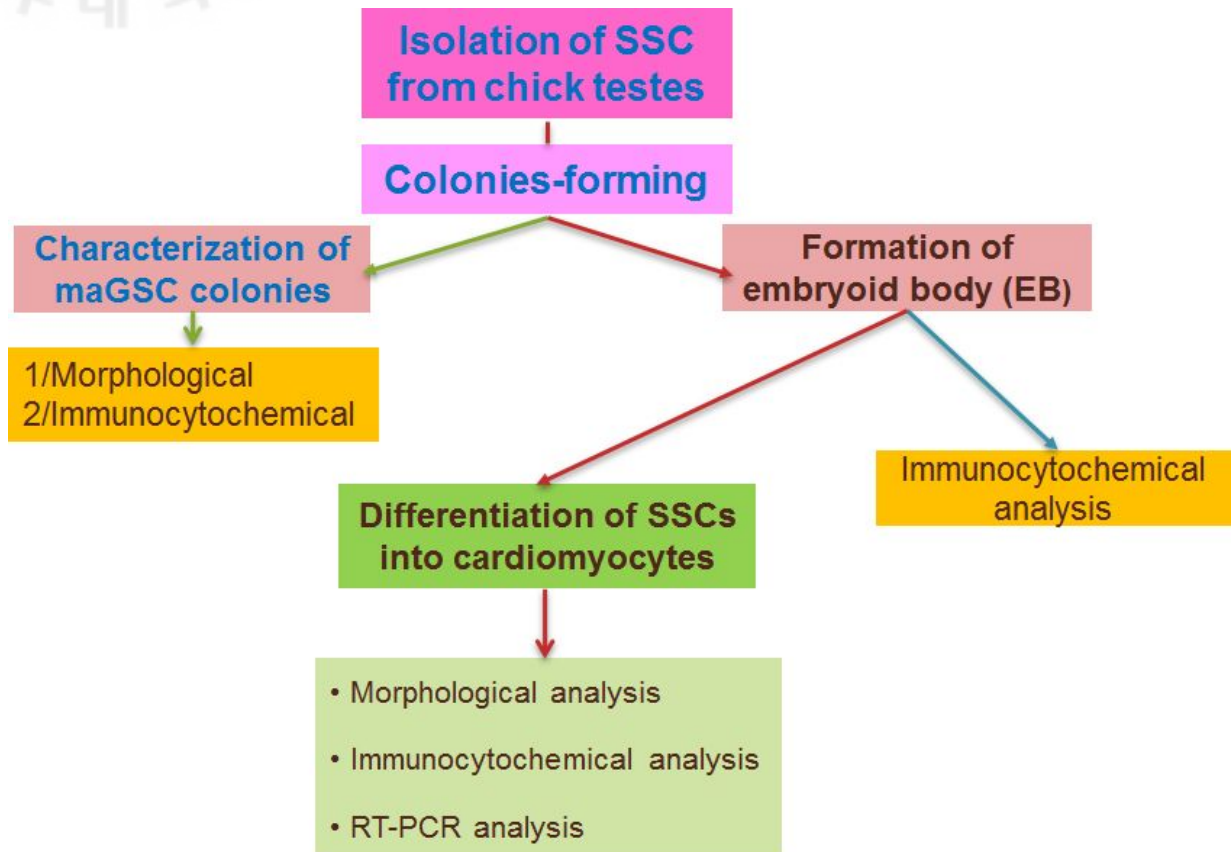 Isolation of SSC
from chick testes
Colonies-forming
Characterization of
maGSC colonies
Formation of
embryoid body (EB)
1/Morphological
2/Immunocytochemical
Immunocytochemical
analysis
Differentiation of SSCs
into cardiomyocytes
• Morphological analysis
• Immunocytochemical analysis
• RT-PCR analysis